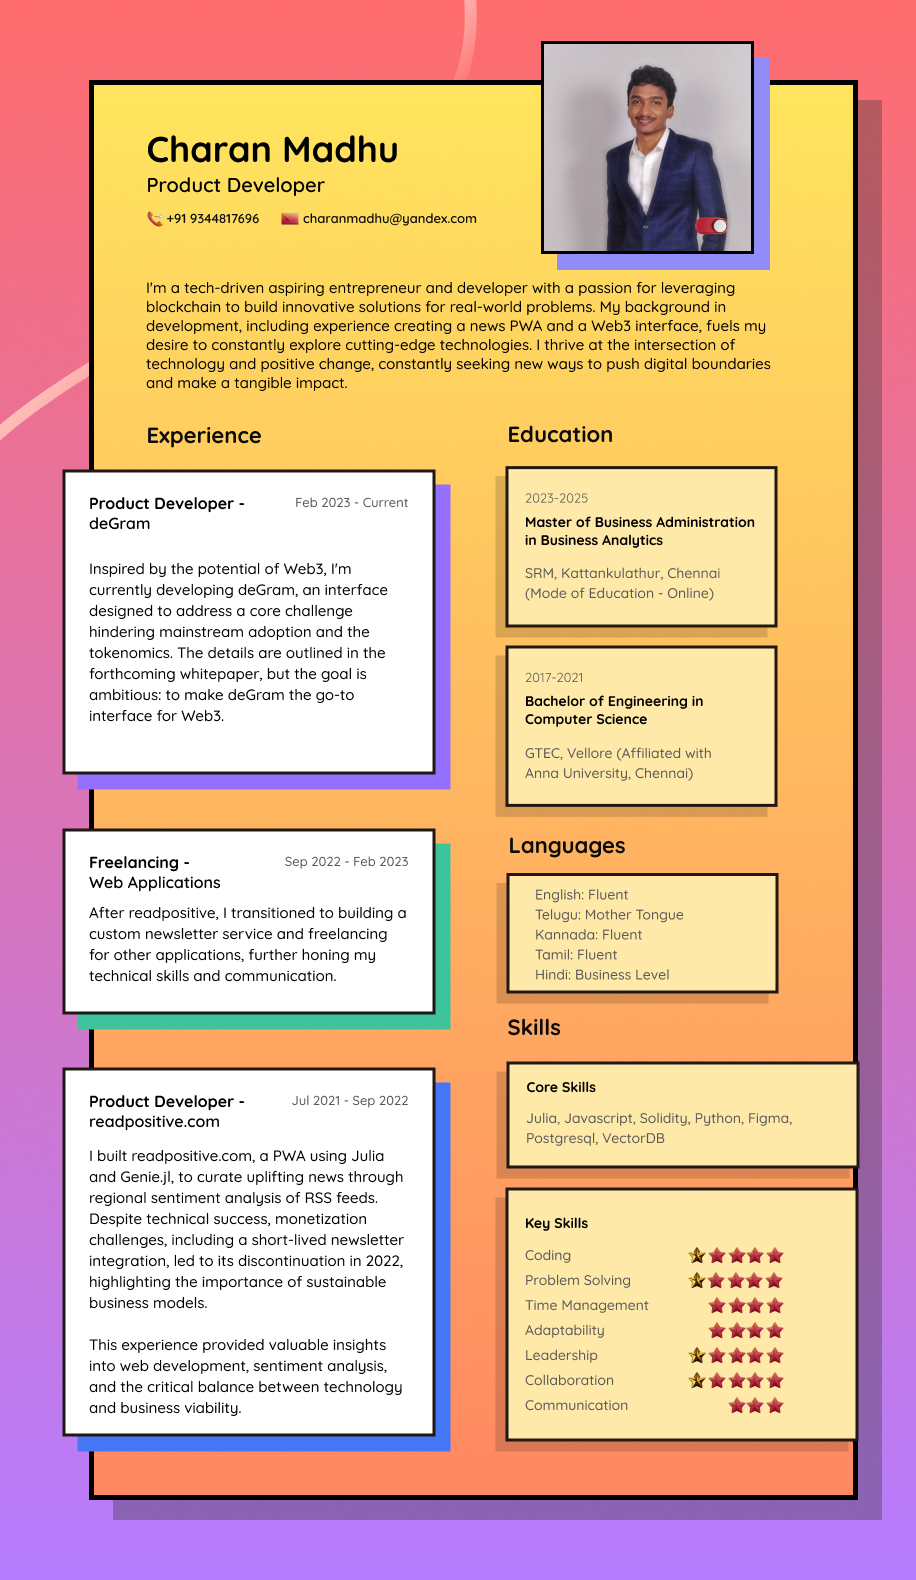 Charan Madhu
Product Developer
+91 9344817696 charanmadhu@yandex.com
I'm a tech-driven aspiring entrepreneur and developer with a passion for leveraging
blockchain to build innovative solutions for real-world problems. My background in
development, including experience creating a news PWA and a Web3 interface, fuels my
desire to constantly explore cutting-edge technologies. I thrive at the intersection of
technology and positive change, constantly seeking new ways to push digital boundaries
and make a tangible impact.
Experience
Product Developer - Feb 2023 - Current
deGram
Inspired by the potential of Web3, I'm
currently developing deGram, an interface
designed to address a core challenge
hindering mainstream adoption and the
tokenomics. The details are outlined in the
forthcoming whitepaper, but the goal is
ambitious: to make deGram the go-to
interface for Web3.
Freelancing - Sep 2022 - Feb 2023
Web Applications
After readpositive, I transitioned to building a
custom newsletter service and freelancing
for other applications, further honing my
technical skills and communication.
Product Developer - Jul 2021 - Sep 2022
readpositive.com
I built readpositive.com, a PWA using Julia
and Genie.jl, to curate uplifting news through
regional sentiment analysis of RSS feeds.
Despite technical success, monetization
challenges, including a short-lived newsletter
integration, led to its discontinuation in 2022,
highlighting the importance of sustainable
business models.
This experience provided valuable insights
into web development, sentiment analysis,
and the critical balance between technology
and business viability.
Education
2023-2025
Master of Business Administration
in Business Analytics
SRM, Kattankulathur, Chennai
(Mode of Education - Online)
2017-2021
Bachelor of Engineering in
Computer Science
GTEC, Vellore (Affiliated with
Anna University, Chennai)
Languages
English: Fluent
Telugu: Mother Tongue
Kannada: Fluent
Tamil: Fluent
Hindi: Business Level
Skills
Core Skills
Julia, Javascript, Solidity, Python, Figma,
Postgresql, VectorDB
Key Skills
Coding
Problem Solving
Time Management
Adaptability
Leadership
Collaboration
Communication